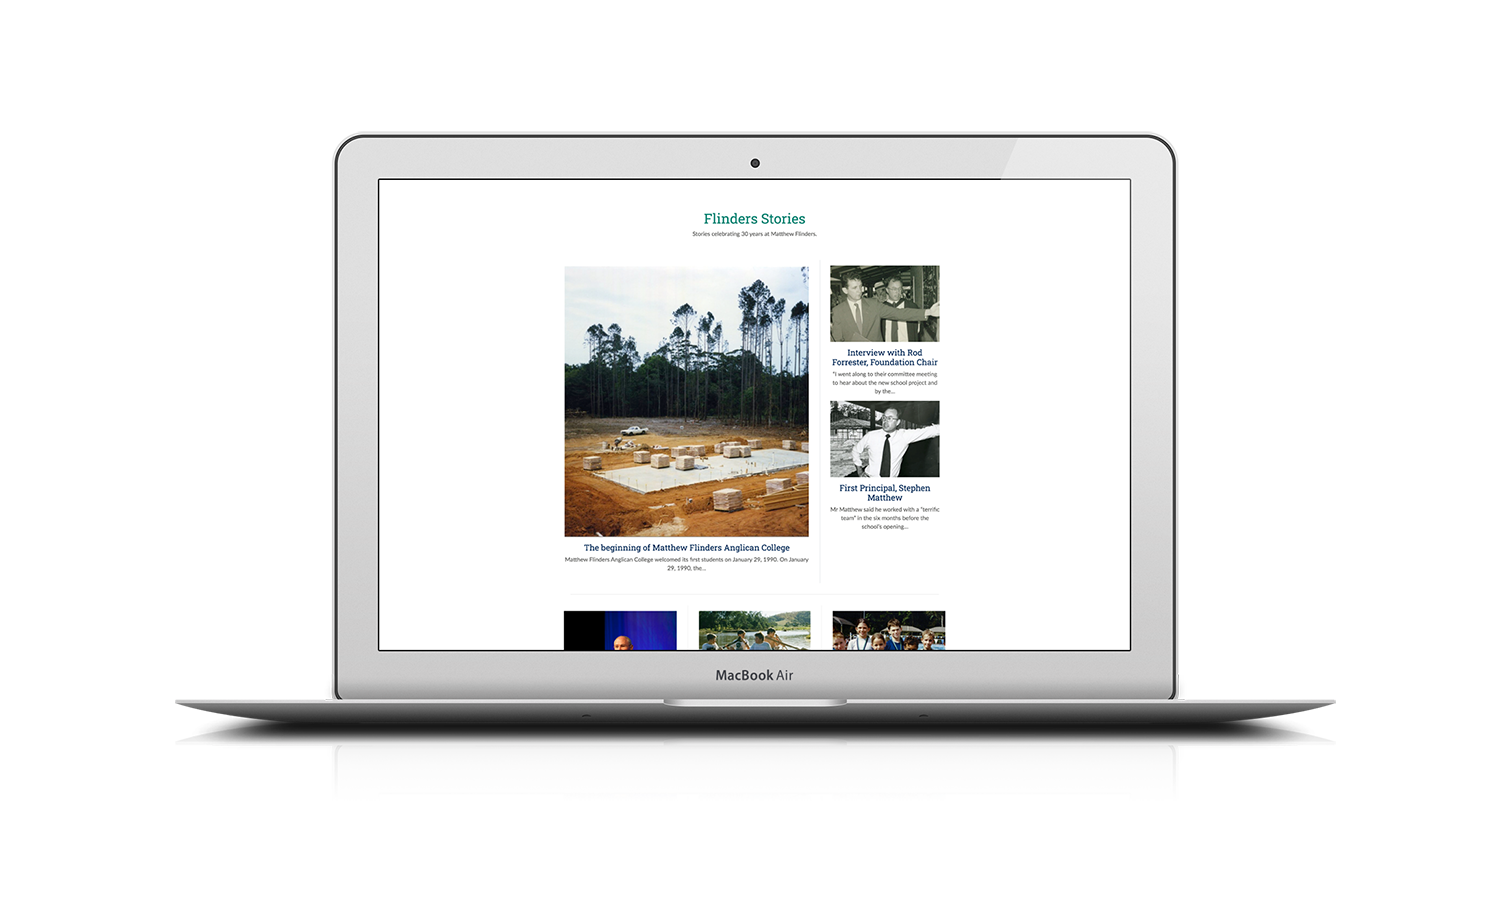 Flinders Stories
Stories celebrating 30 years at Matthew Flinders.
The beginning of Matthew Flinders Anglican College
Matthew Flinders Anglican College welcomed its first students on January 29, 1990. On January
29, 1990, the...
Interview with Rod
Forrester, Foundation Chair
"I went along to their committee meeting
to hear about the new school project and
by the...
First Principal, Stephen
Matthew
Mr Matthew said he worked with a "terrific
team" in the six months before the
school's opening...
MacBook Air